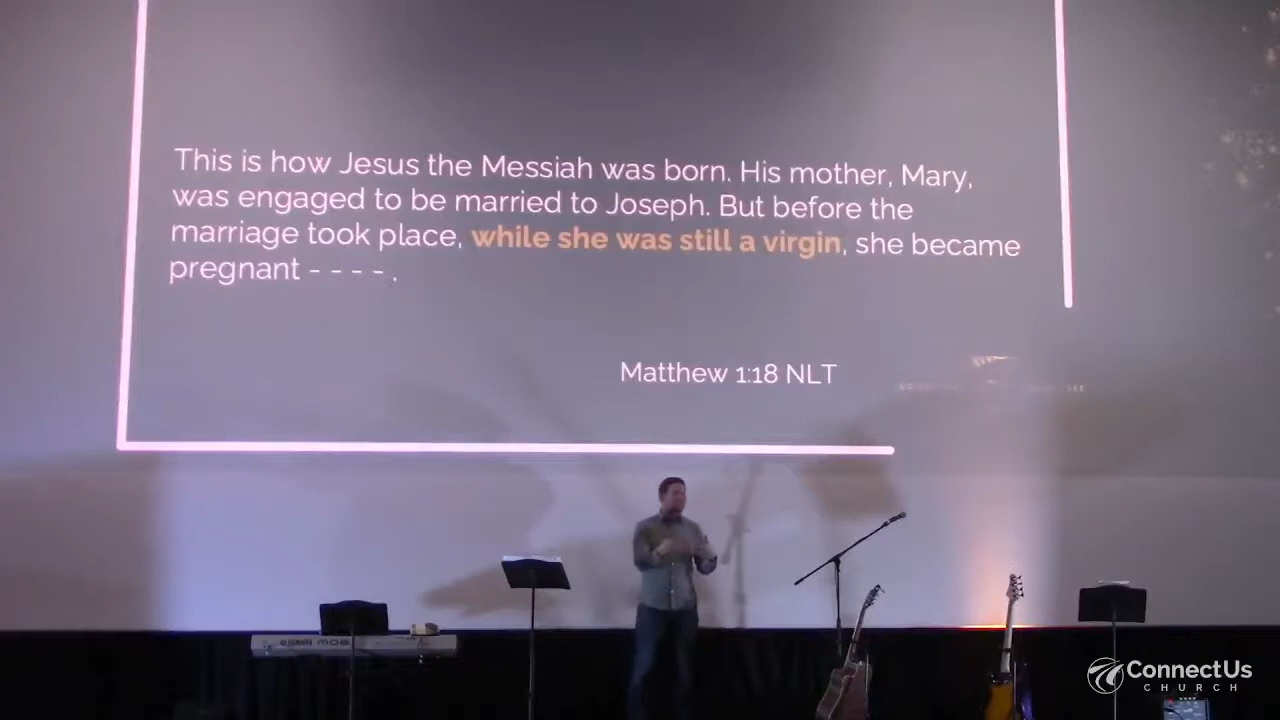 This is how Jesus the Messiah was born. His mother, Mary,
was engaged to be married to Joseph. But before the
marriage took place, while she was still a virgin, she became
pregnant - - - - .
Matthew 1:18 NLT
ConnectUs
CHURCH